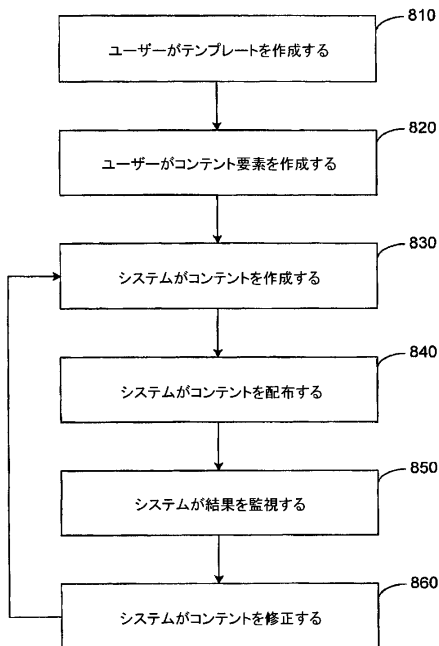 810
ユーザーがテンプレートを作成する
820
ユーザーがコンテント要素を作成する
830
システムがコンテントを作成する
840
システムがコンテントを配布する
850
システムが結果を監視する
860
システムがコンテントを修正する